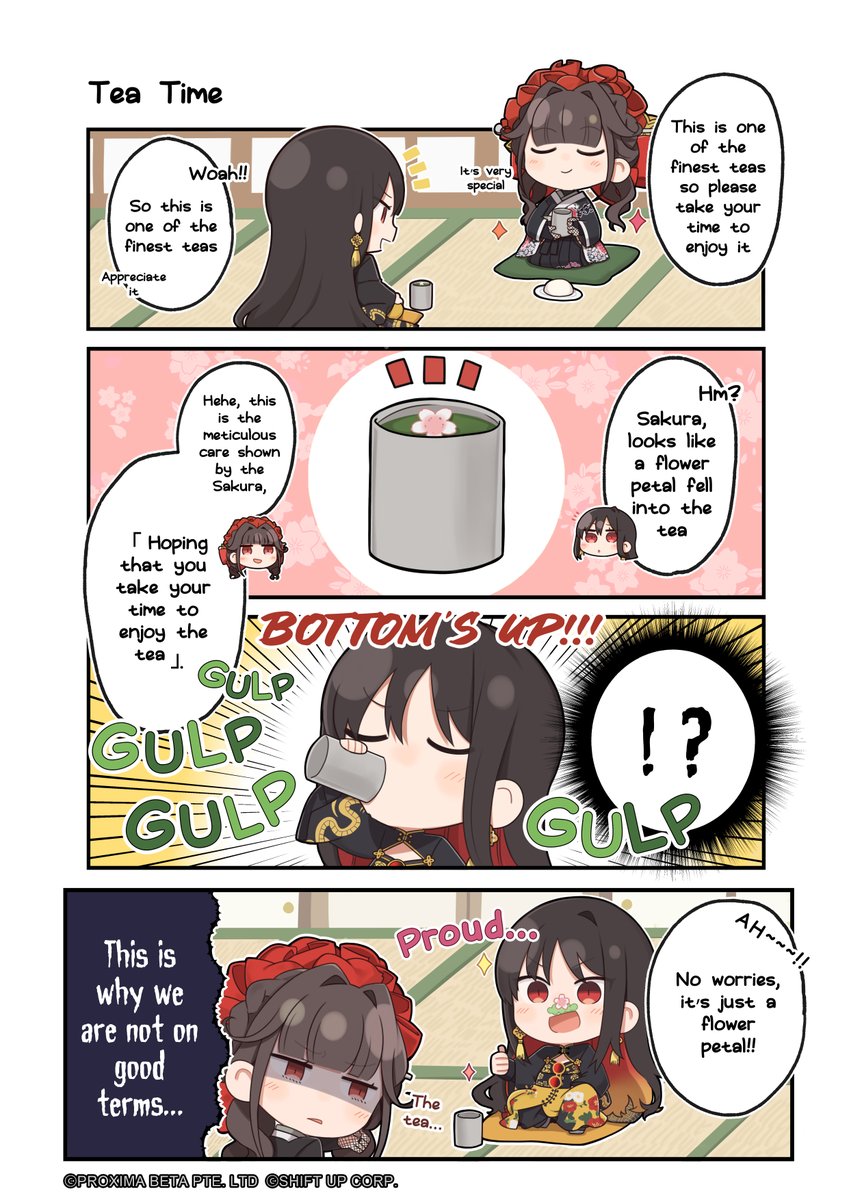 Tea Time
This is one
of the
finest teas
so please
take your
time to
enjoy it
It's very
special
Woah!!
So this is
one of the
finest teas
Appreciate
it
Hm?
Sakura,
looks like
a flower
petal fell
into the
tea
Hehe, this
is the
meticulous
care shown
by the
Sakura,
「 Hoping
that you
take your
time to
enjoy the
tea 」.
BOTTOM'S UP!!!
GULP
GULP
GULP
GULP
!?
AH~~~!!
No worries,
it's just a
flower
petal!!
Proud...
The
tea...
This is
why we
are not on
good
terms...
©PROXIMA BETA PTE. LTD ©SHIFT UP CORP.